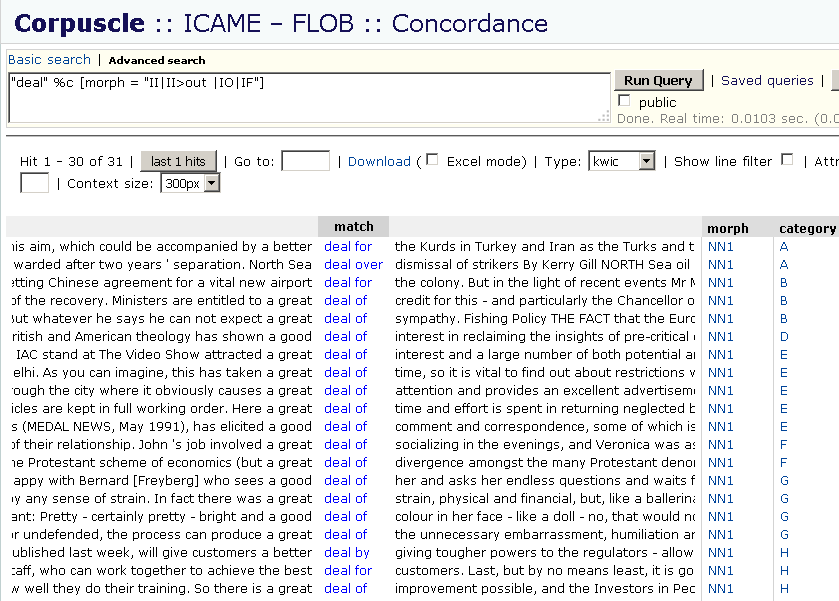 Corpuscle :: ICAME – FLOB :: Concordance
Basic search | Advanced search
"deal" %c [morph = "II|II>out |IO|IF"]
Run Query | Saved queries |
public
Done. Real time: 0.0103 sec. (0.0
Hit 1 - 30 of 31 | last 1 hits | Go to: | Download ( Excel mode) | Type: kwic | Show line filter | Attr
| Context size: 300px
match morph category
is aim, which could be accompanied by a better deal for the Kurds in Turkey and Iran as the Turks and t NN1 A
warded after two years ' separation. North Sea deal over dismissal of strikers By Kerry Gill NORTH Sea oil NN1 A
etting Chinese agreement for a vital new airport deal for the colony. But in the light of recent events Mr M NN1 B
of the recovery. Ministers are entitled to a great deal of credit for this - and particularly the Chancellor o NN1 B
ut whatever he says he can not expect a great deal of sympathy. Fishing Policy THE FACT that the Euro NN1 B
ritish and American theology has shown a good deal of interest in reclaiming the insights of pre-critical NN1 D
IAC stand at The Video Show attracted a great deal of interest and a large number of both potential ar NN1 E
elhi. As you can imagine, this has taken a great deal of time, so it is vital to find out about restrictions v NN1 E
rough the city where it obviously causes a great deal of attention and provides an excellent advertisem NN1 E
icles are kept in full working order. Here a great deal of time and effort is spent in returning neglected b NN1 E
s (MEDAL NEWS, May 1991), has elicited a good deal of comment and correspondence, some of which is NN1 E
of their relationship. John 's job involved a great deal of socializing in the evenings, and Veronica was as NN1 F
ne Protestant scheme of economics (but a great deal of divergence amongst the many Protestant denor NN1 F
appy with Bernard [Freyberg] who sees a good deal of her and asks her endless questions and waits f NN1 G
y any sense of strain. In fact there was a great deal of strain, physical and financial, but, like a ballerina NN1 G
ant: Pretty - certainly pretty - bright and a good deal of colour in her face - like a doll - no, that would no NN1 G
r undefended, the process can produce a great deal of the unnecessary embarrassment, humiliation ar NN1 G
ublished last week, will give customers a better deal by giving tougher powers to the regulators - allow NN1 H
taff, who can work together to achieve the best deal for customers. Last, but by no means least, it is go NN1 H
w well they do their training. So there is a great deal of improvement possible, and the Investors in Peo NN1 H